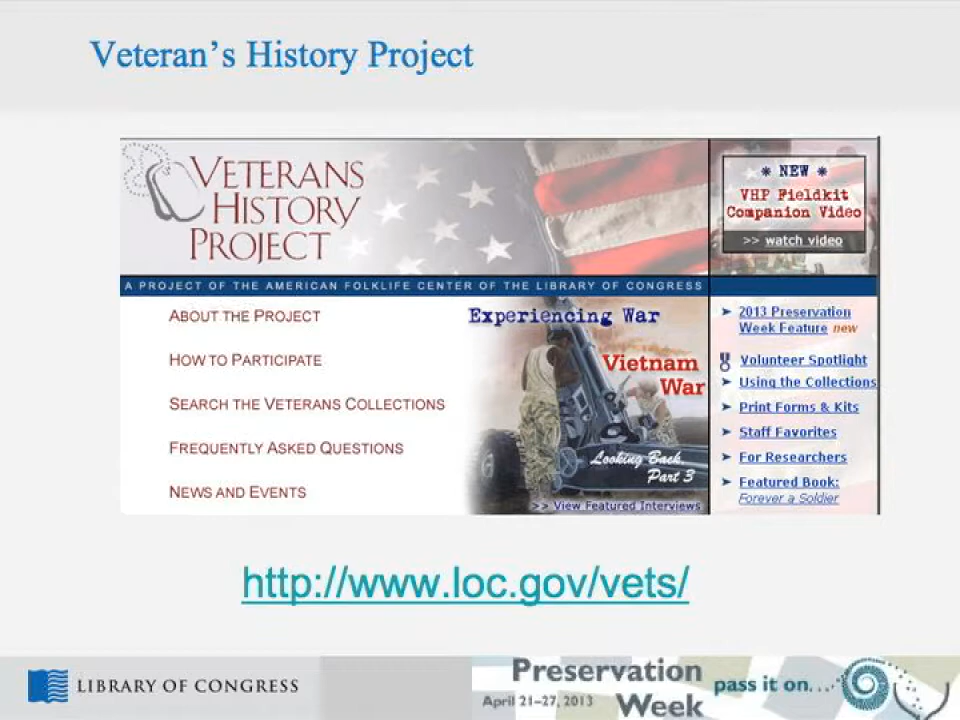 Veteran’s History Project
VETERANS
HISTORY
PROJECT
* NEW *
VHP Fieldkit
Companion Video
>> watch video
A PROJECT OF THE AMERICAN FOLKLIFE CENTER OF THE LIBRARY OF CONGRESS
ABOUT THE PROJECT
HOW TO PARTICIPATE
SEARCH THE VETERANS COLLECTIONS
FREQUENTLY ASKED QUESTIONS
NEWS AND EVENTS
Experiencing War
Vietnam
War
Looking Back,
Part 3
>> View Featured Interviews
2013 Preservation
Week Feature new
Volunteer Spotlight
Using the Collections
Print Forms & Kits
Staff Favorites
For Researchers
Featured Book:
Forever a Soldier
http://www.loc.gov/vets/
LIBRARY OF CONGRESS
Preservation
Week
April 21–27, 2013
pass it on...